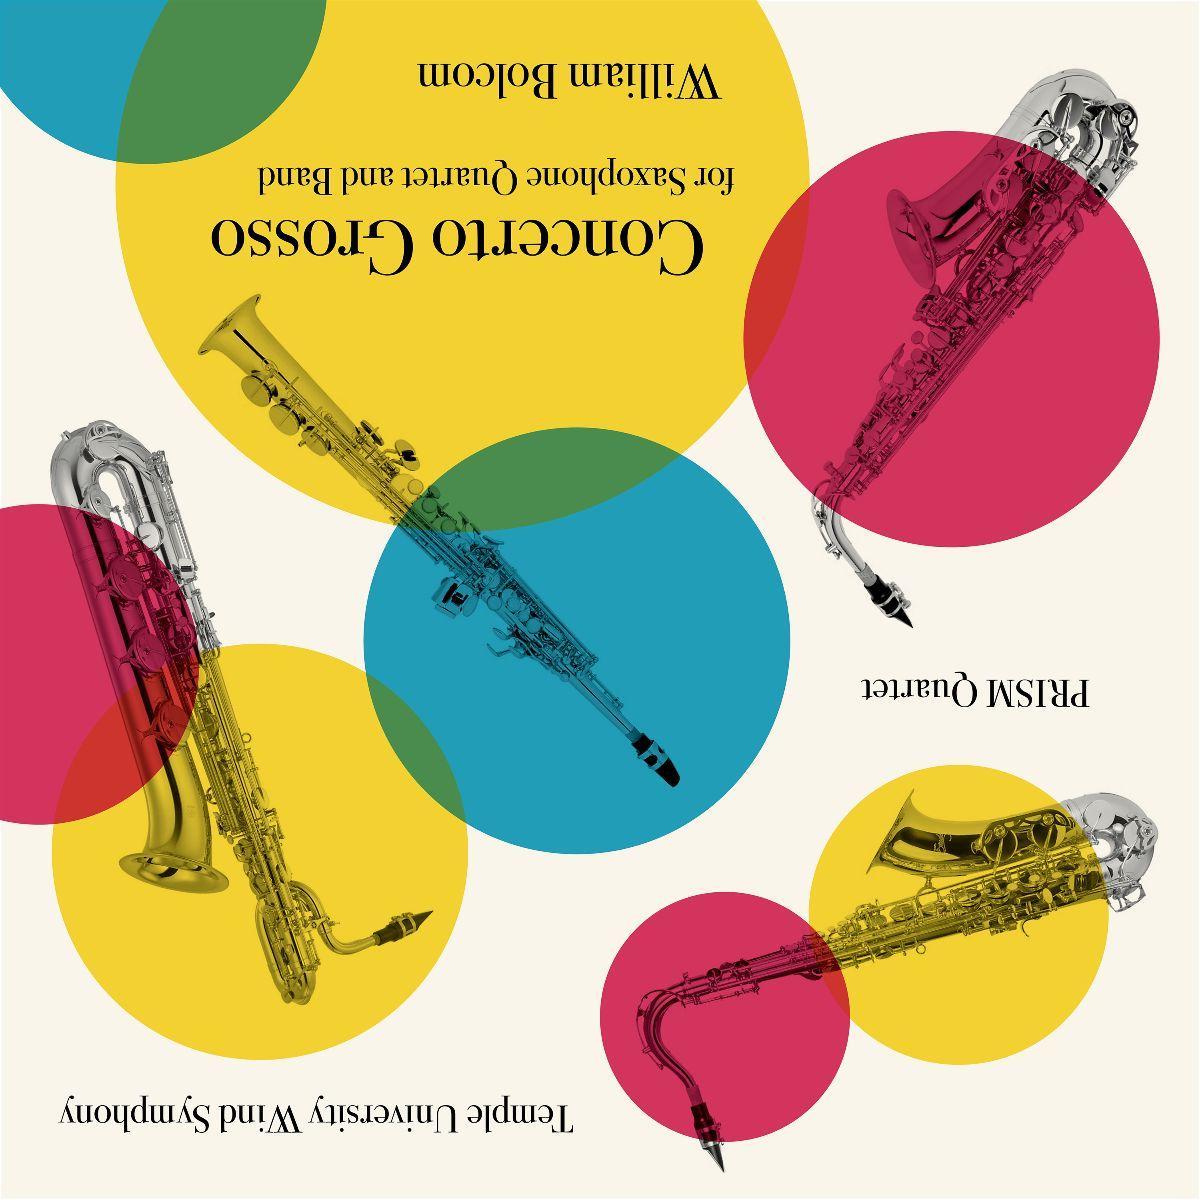 Temple University Wind Symphony
PRISM Quartet
Concerto Grosso
for Saxophone Quartet and Band
William Bolcom